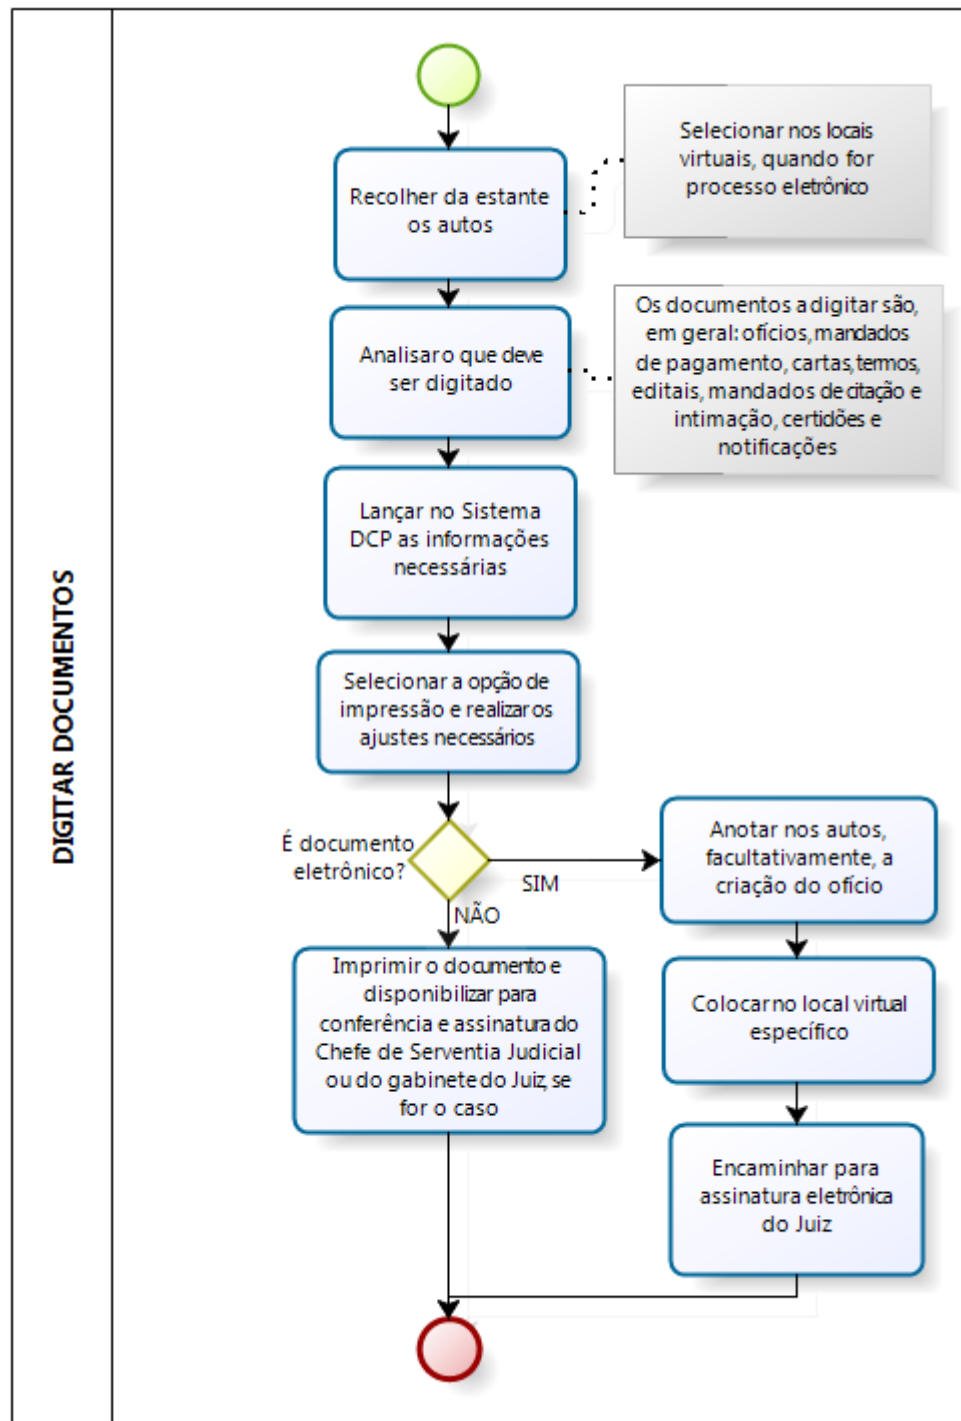 DIGITAR DOCUMENTOS
Recolher da estante
os autos
Selecionar nos locais
virtuais, quando for
processo eletrônico
Analisar o que deve
ser digitado
Os documentos a digitar são,
em geral: ofícios, mandados
de pagamento, cartas, termos,
editais, mandados de citação e
intimação, certidões e
notificações
Lançar no Sistema
DCP as informações
necessárias
Selecionar a opção de
impressão e realizar os
ajustes necessários
É documento
eletrônico?
SIM
NÃO
Anotar nos autos,
facultativamente, a
criação do ofício
Imprimir o documento e
disponibilizar para
conferência e assinatura do
Chefe de Serventia Judicial
ou do gabinete do Juiz, se
for o caso
Colocar no local virtual
específico
Encaminhar para
assinatura eletrônica
do Juiz